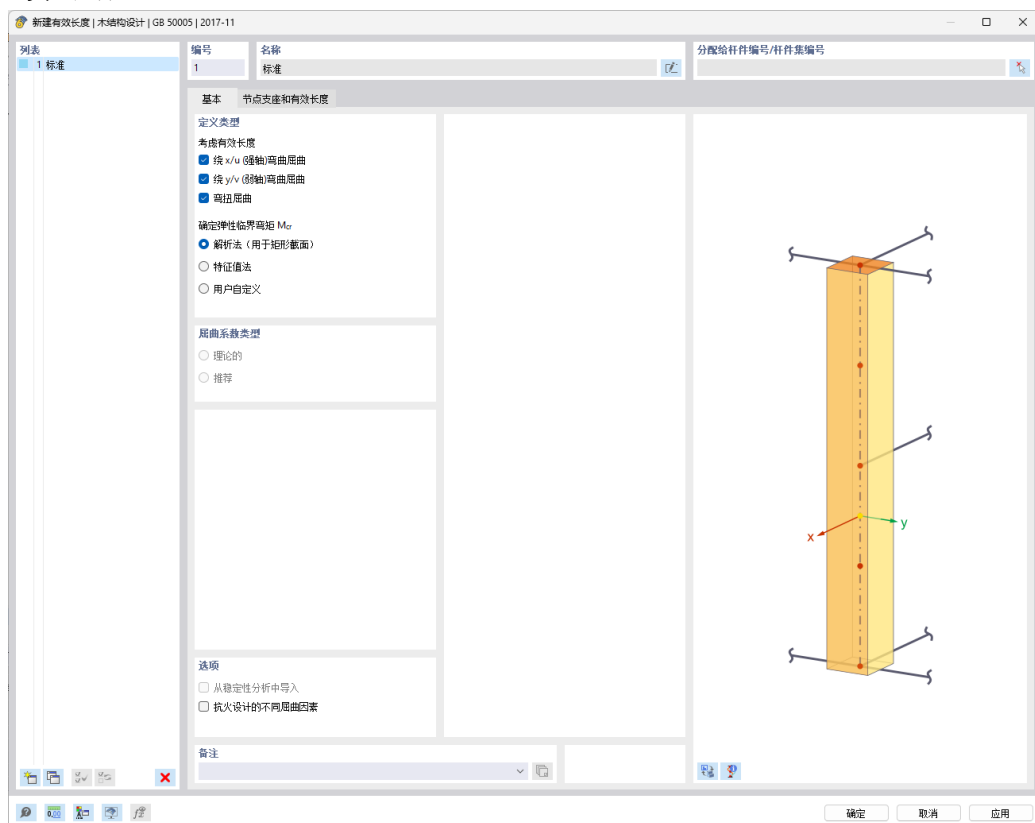 新建有效长度 | 木结构设计 | GB 50005 | 2017-11
列表
1 标准
编号
1
名称
标准
分配给杆件编号/杆件集编号
基本
节点支座和有效长度
定义类型
考虑有效长度
绕 x/u (强轴)弯曲屈曲
绕 y/v (弱轴)弯曲屈曲
弯扭屈曲
确定弹性临界弯矩 Mcr
解析法（用于矩形截面）
特征值法
用户自定义
屈曲系数类型
理论的
推荐
选项
从稳定性分析中导入
抗火设计的不同屈曲因素
备注
x
y
确定
取消
应用